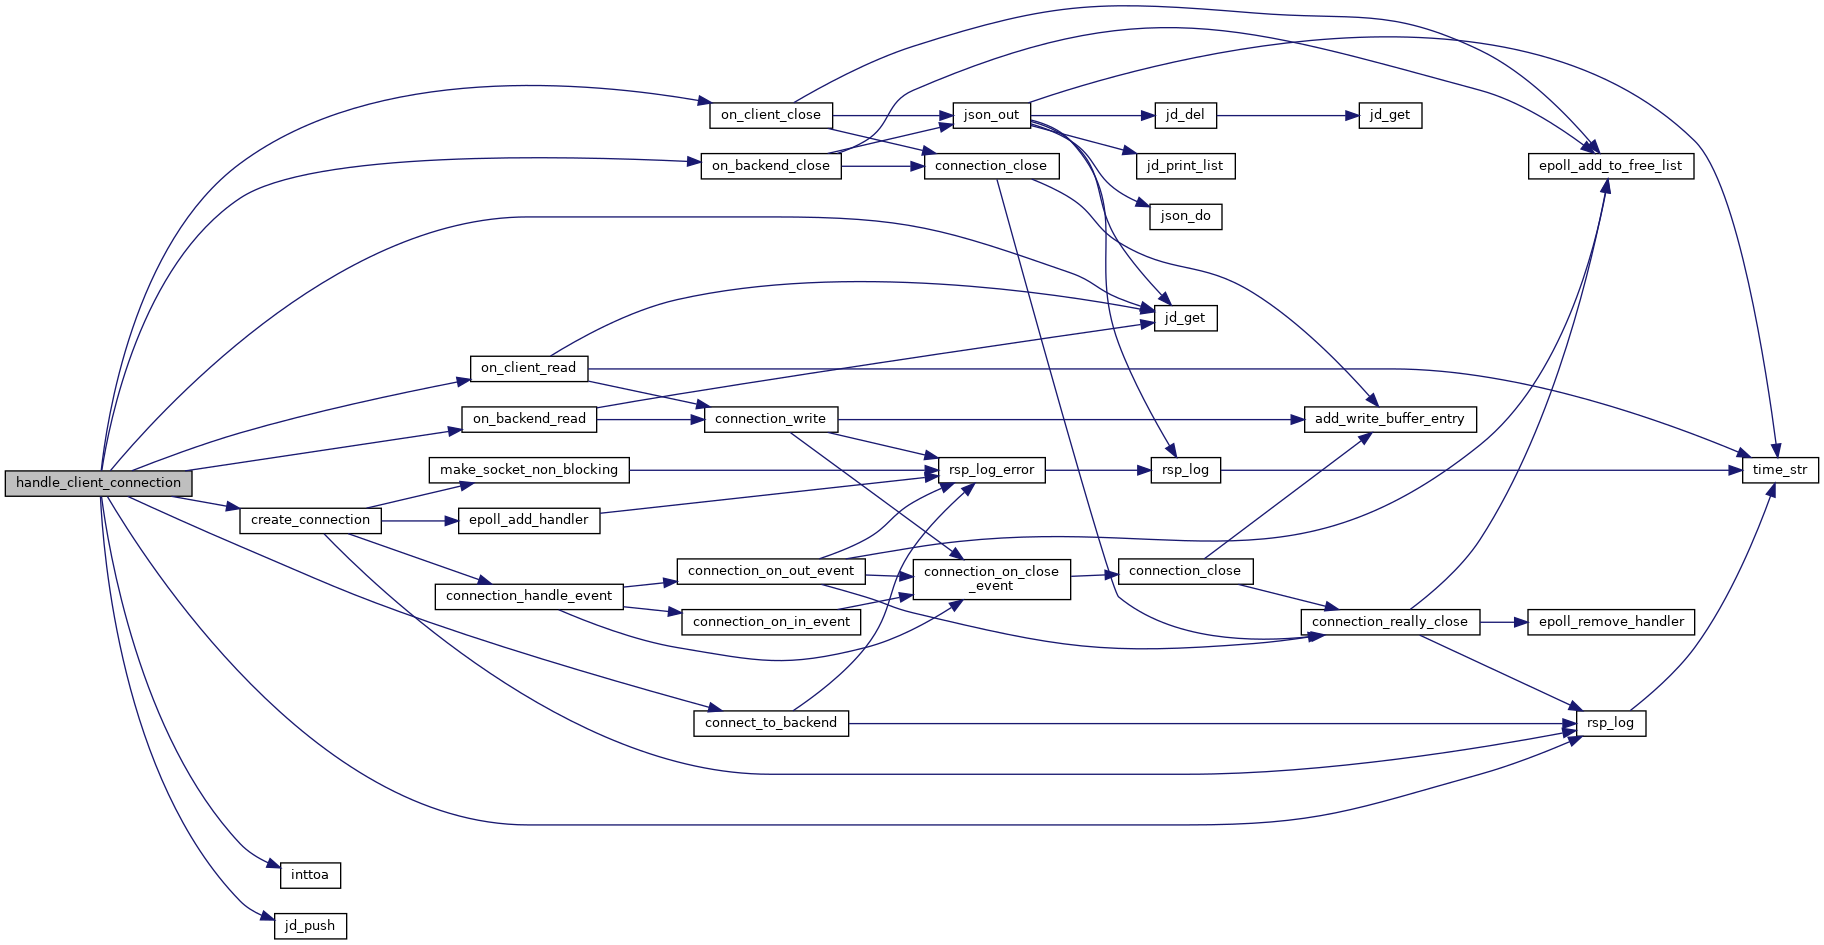 on_client_close
json_out
jd_del
jd_get
on_backend_close
connection_close
jd_print_list
epoll_add_to_free_list
json_do
jd_get
on_client_read
on_backend_read
connection_write
add_write_buffer_entry
make_socket_non_blocking
rsp_log_error
rsp_log
time_str
handle_client_connection
create_connection
epoll_add_handler
connection_on_out_event
connection_on_close
_event
connection_close
connection_handle_event
connection_on_in_event
connection_really_close
epoll_remove_handler
connect_to_backend
rsp_log
inttoa
jd_push